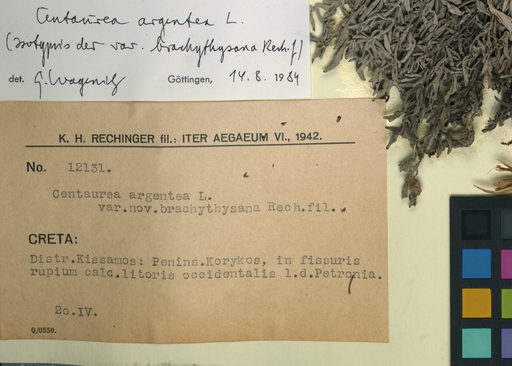 Centaurea argentea L.
(isotypus der var. brachythysana Rech.f.)
det. G. Wagenitz Göttingen, 14.8.1984
K. H. RECHINGER fil.: ITER AEGAEUM VI., 1942.
No. 12131.
Centaurea argentea L.
var.nov.brachythysana Rech.fil.
CRETA:
Distr.Kissamos: Penins.Korykos, in fissuris
rupium calc.litoris occidentalis l.d.Petronia.
2o.IV.
Q/0550.